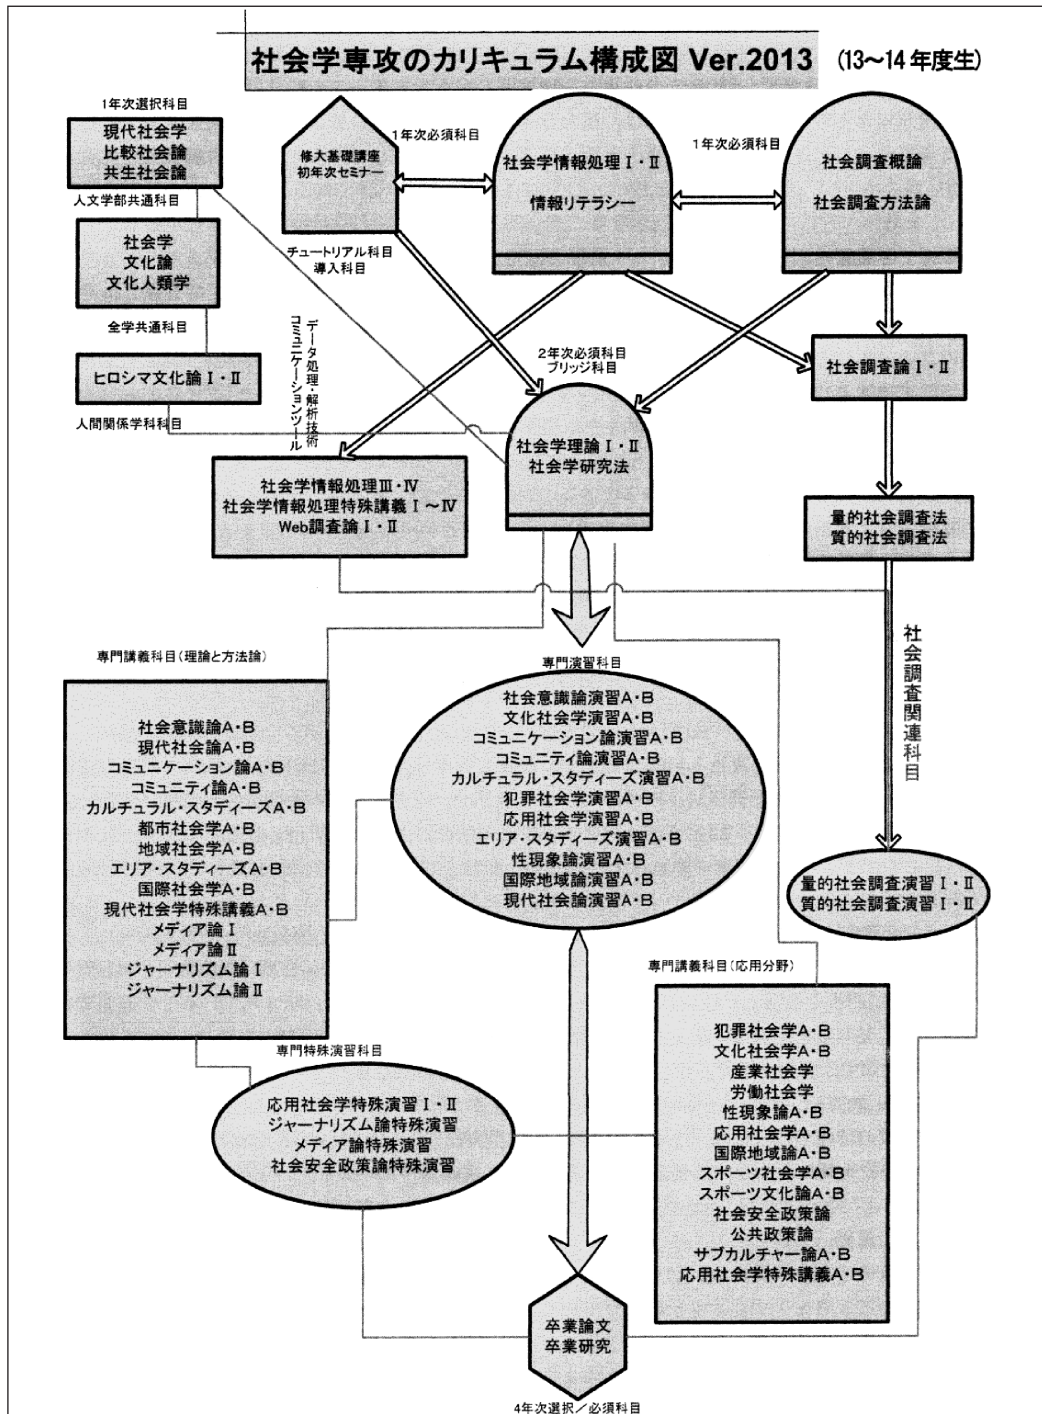 社会学専攻のカリキュラム構成図 Ver.2013 (13～14年度生)
1年次選択科目
現代社会学
比較社会論
共生社会論
人文学部共通科目
社会学
文化論
文化人類学
全学共通科目
ヒロシマ文化論Ⅰ・Ⅱ
人間関係学科科目
修大基礎講座
初年次セミナー
チュートリアル科目
導入科目
1年次必須科目
社会学情報処理Ⅰ・Ⅱ
情報リテラシー
1年次必須科目
社会調査概論
社会調査方法論
データ処理・解析技術
コミュニケーションツール
2年次必須科目
ブリッジ科目
社会学理論Ⅰ・Ⅱ
社会学研究法
社会調査論Ⅰ・Ⅱ
社会学情報処理Ⅲ・Ⅳ
社会学情報処理特殊講義Ⅰ～Ⅳ
Web調査論Ⅰ・Ⅱ
量的社会調査法
質的社会調査法
社会調査関連科目
専門講義科目(理論と方法論)
社会意識論A・B
現代社会論A・B
コミュニケーション論A・B
コミュニティ論A・B
カルチュラル・スタディーズA・B
都市社会学A・B
地域社会学A・B
エリア・スタディーズA・B
国際社会学A・B
現代社会学特殊講義A・B
メディア論Ⅰ
メディア論Ⅱ
ジャーナリズム論Ⅰ
ジャーナリズム論Ⅱ
専門演習科目
社会意識論演習A・B
文化社会学演習A・B
コミュニケーション論演習A・B
コミュニティ論演習A・B
カルチュラル・スタディーズ演習A・B
犯罪社会学演習A・B
応用社会学演習A・B
エリア・スタディーズ演習A・B
性現象論演習A・B
国際地域論演習A・B
現代社会論演習A・B
量的社会調査演習Ⅰ・Ⅱ
質的社会調査演習Ⅰ・Ⅱ
専門講義科目(応用分野)
犯罪社会学A・B
文化社会学A・B
産業社会学
労働社会学
性現象論A・B
応用社会学A・B
国際地域論A・B
スポーツ社会学A・B
スポーツ文化論A・B
社会安全政策論
公共政策論
サブカルチャー論A・B
応用社会学特殊講義A・B
専門特殊演習科目
応用社会学特殊演習Ⅰ・Ⅱ
ジャーナリズム論特殊演習
メディア論特殊演習
社会安全政策論特殊演習
卒業論文
卒業研究
4年次選択／必須科目